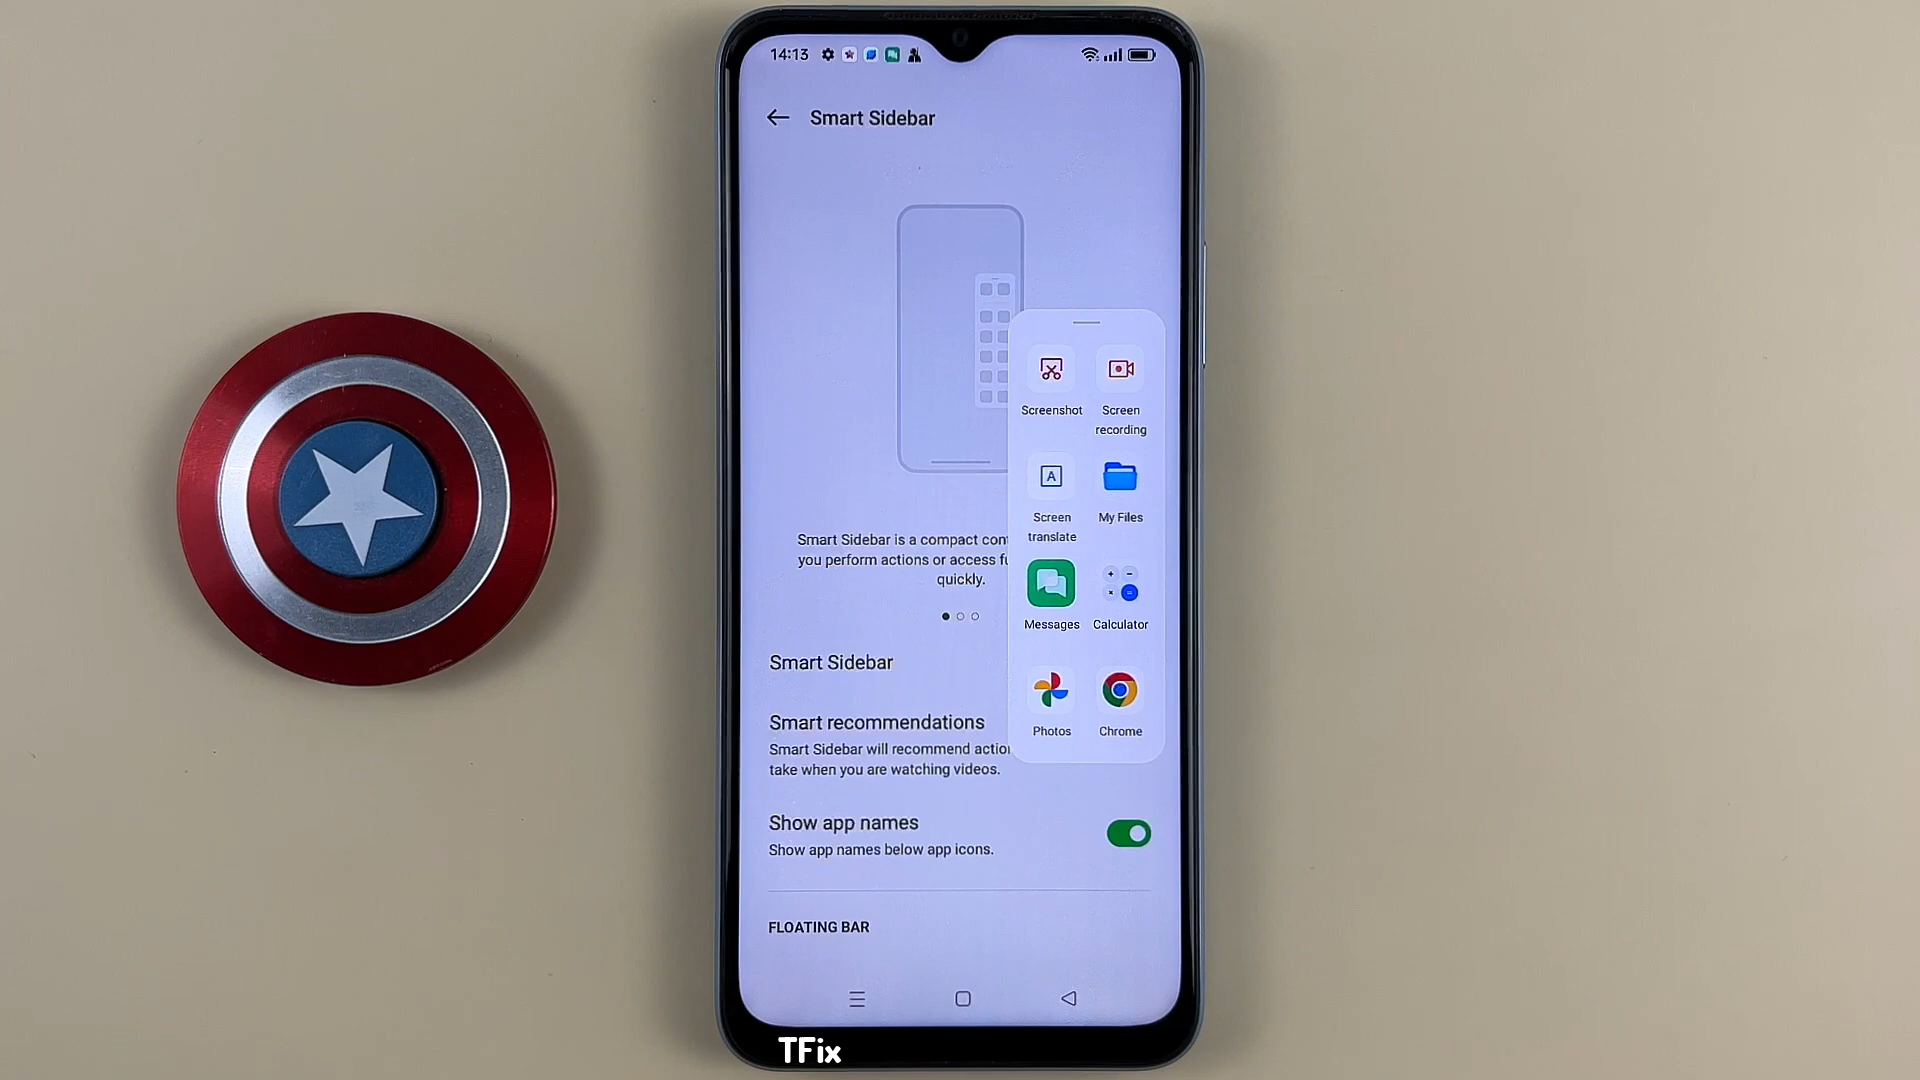 14:13
Smart Sidebar
Screenshot
Screen recording
A
Screen translate
My Files
Messages
Calculator
Photos
Chrome
Smart Sidebar is a compact con
you perform actions or access fu
quickly.
Smart Sidebar
Smart recommendations
Smart Sidebar will recommend action
take when you are watching videos.
Show app names
Show app names below app icons.
FLOATING BAR
TFix